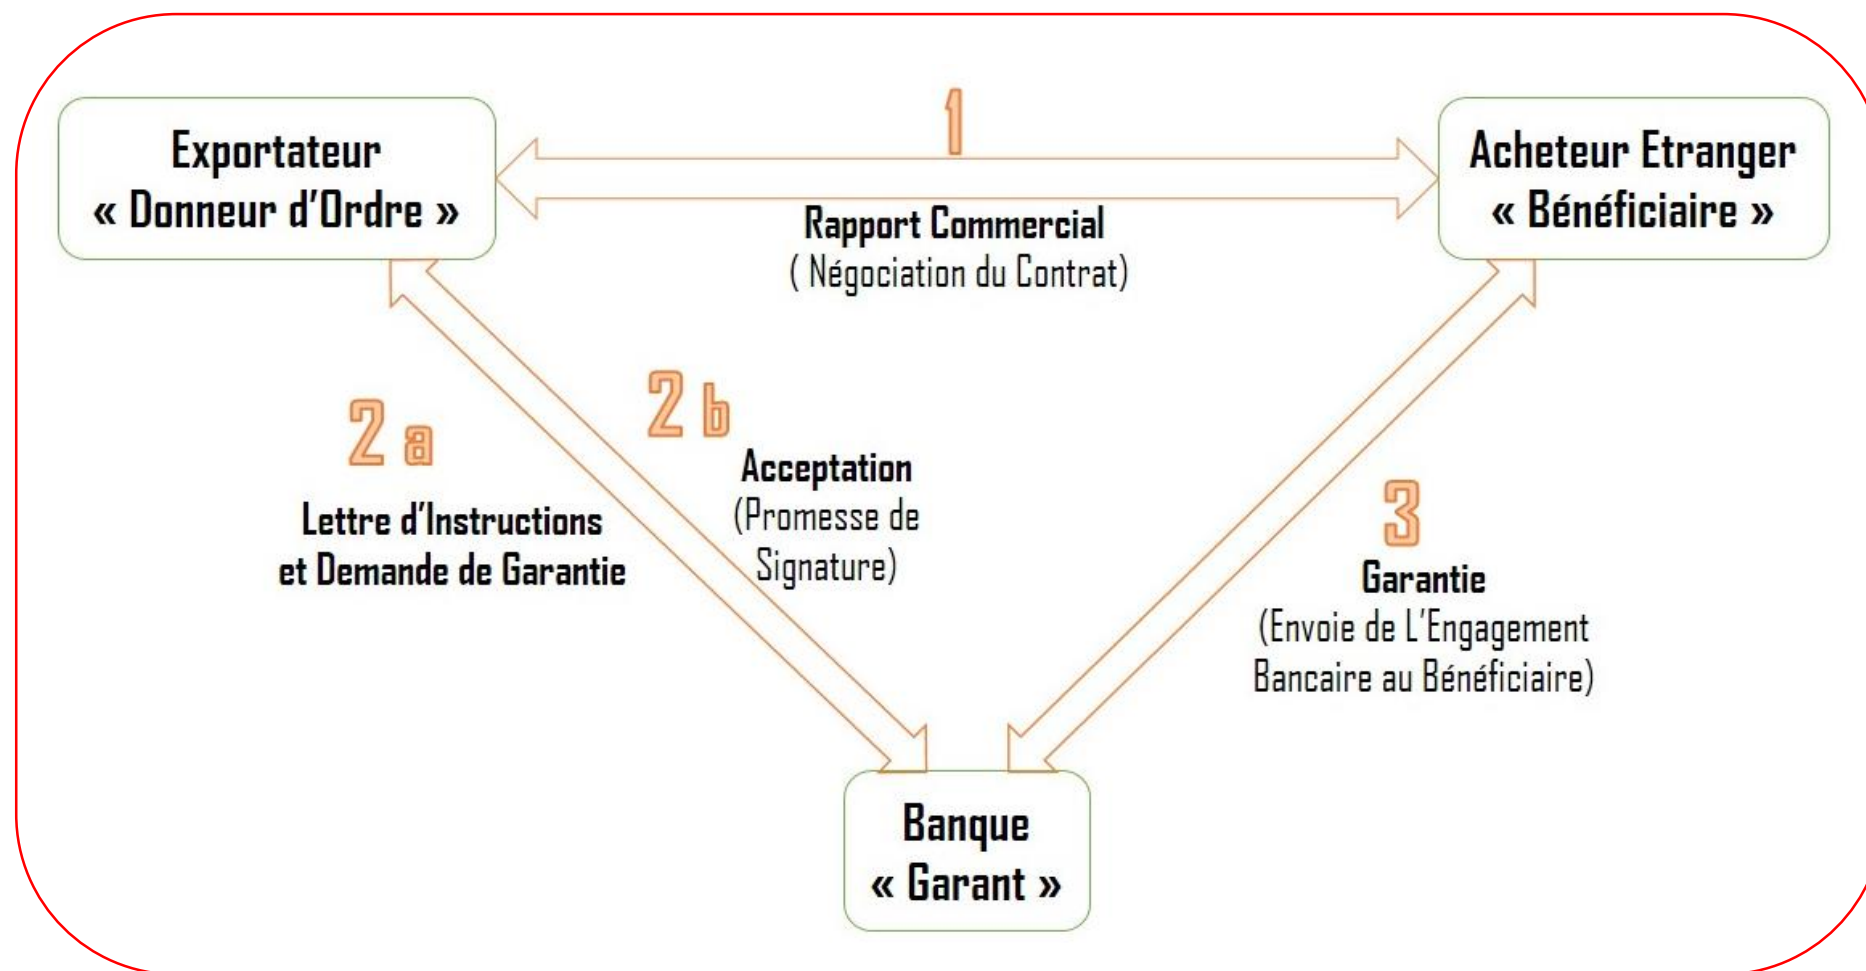 Exportateur
« Donneur d'Ordre »
1
Acheteur Etranger
« Bénéficiaire »
Rapport Commercial
( Négociation du Contrat)
2 a
Lettre d'Instructions
et Demande de Garantie
2 b
Acceptation
(Promesse de
Signature)
3
Garantie
(Envoie de L'Engagement
Bancaire au Bénéficiaire)
Banque
« Garant »